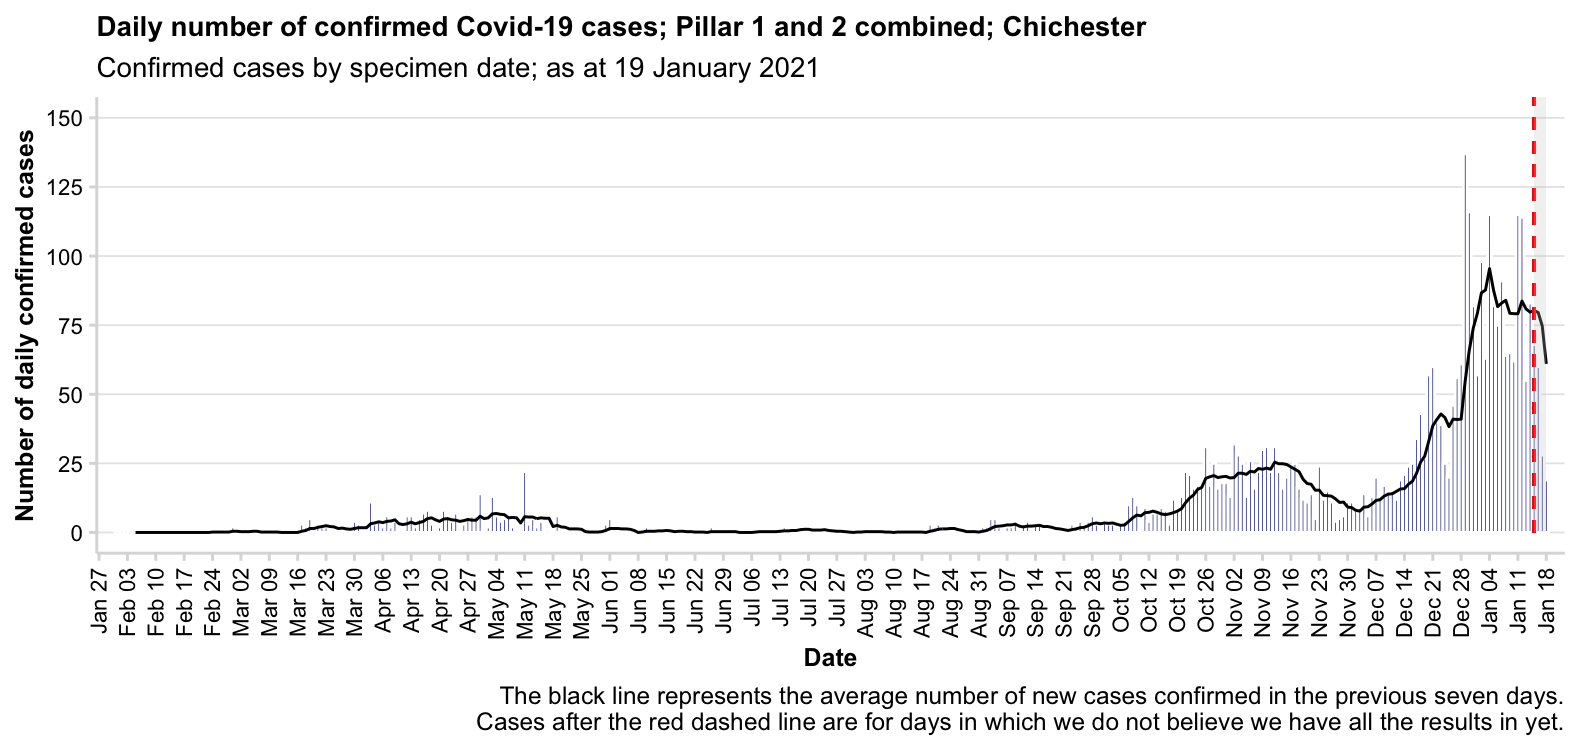 Daily number of confirmed Covid-19 cases; Pillar 1 and 2 combined; Chichester
Confirmed cases by specimen date; as at 19 January 2021
Number of daily confirmed cases
150
125
100
75
50
25
0
Jan 27
Feb 03
Feb 10
Feb 17
Feb 24
Mar 02
Mar 09
Mar 16
Mar 23
Mar 30
Apr 06
Apr 13
Apr 20
Apr 27
May 04
May 11
May 18
May 25
Jun 01
Jun 08
Jun 15
Jun 22
Jun 29
Jul 06
Jul 13
Jul 20
Jul 27
Aug 03
Aug 10
Aug 17
Aug 24
Aug 31
Sep 07
Sep 14
Sep 21
Sep 28
Oct 05
Oct 12
Oct 19
Oct 26
Nov 02
Nov 09
Nov 16
Nov 23
Nov 30
Dec 07
Dec 14
Dec 21
Dec 28
Jan 04
Jan 11
Jan 18
Date
The black line represents the average number of new cases confirmed in the previous seven days.
Cases after the red dashed line are for days in which we do not believe we have all the results in yet.